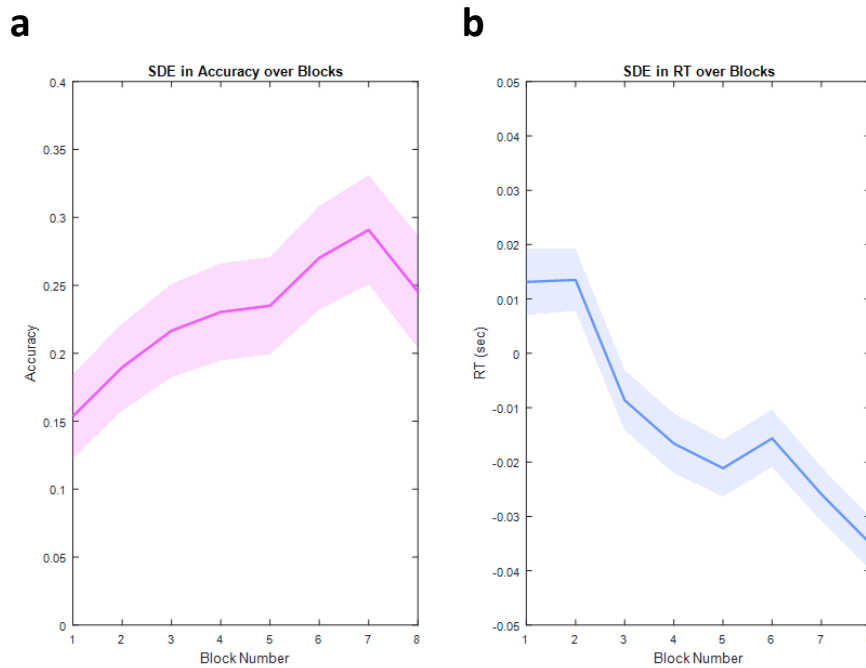 a
SDE in Accuracy over Blocks
0.4
0.35
0.3
0.25
0.2
0.15
0.1
0.05
0
Accuracy
1 2 3 4 5 6 7 8
Block Number
b
SDE in RT over Blocks
0.05
0.04
0.03
0.02
0.01
0
-0.01
-0.02
-0.03
-0.04
-0.05
RT (sec)
1 2 3 4 5 6 7
Block Number